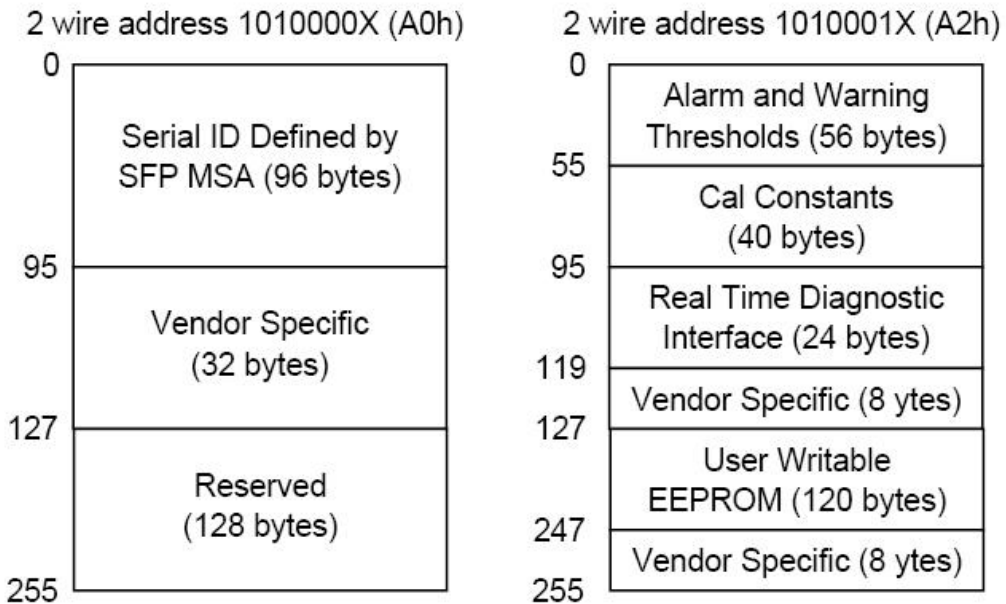 2 wire address 1010000X (A0h)
0
Serial ID Defined by
SFP MSA (96 bytes)
95
Vendor Specific
(32 bytes)
127
Reserved
(128 bytes)
255
2 wire address 1010001X (A2h)
0
Alarm and Warning
Thresholds (56 bytes)
55
Cal Constants
(40 bytes)
95
Real Time Diagnostic
Interface (24 bytes)
119
Vendor Specific (8 ytes)
127
User Writable
EEPROM (120 bytes)
247
Vendor Specific (8 ytes)
255